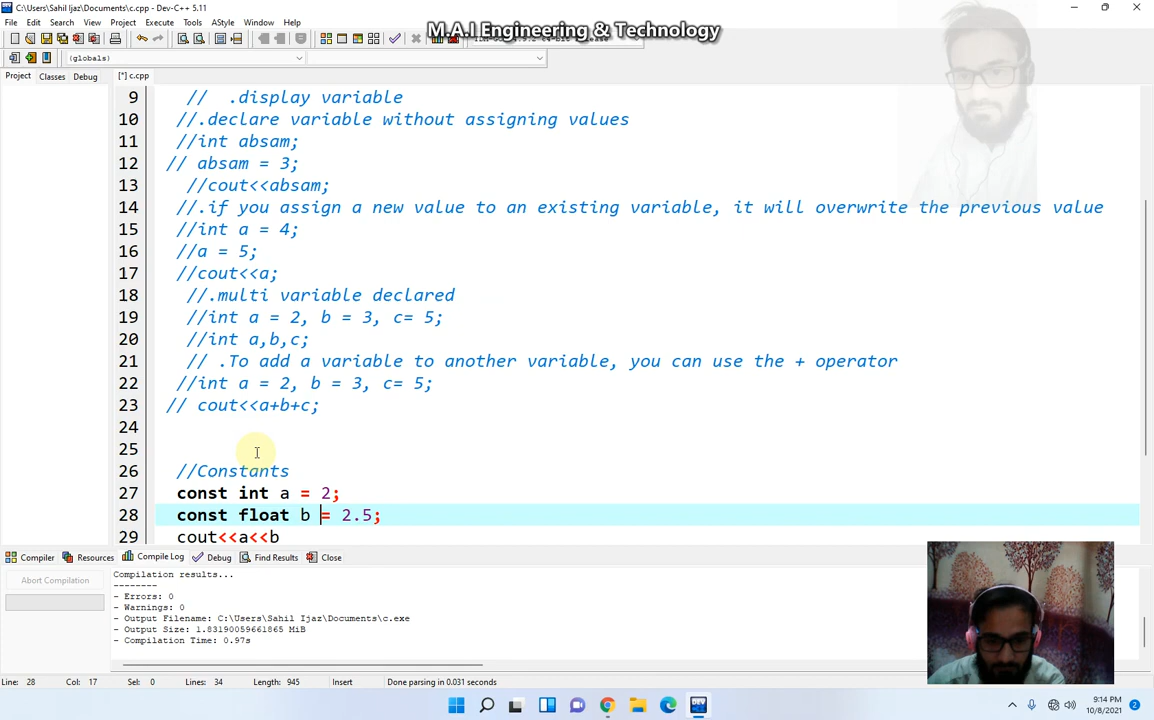 C:\Users\Sahil Ijaz\Documents\c.cpp - Dev-C++ 5.11
M.A.I Engineering & Technology
File Edit Search View Project Execute Tools AStyle Window Help
(globals)
Project Classes Debug [*] c.cpp
9 // .display variable
10 //.declare variable without assigning values
11 //int absam;
12 // absam = 3;
13 //cout<<absam;
14 //.if you assign a new value to an existing variable, it will overwrite the previous value
15 //int a = 4;
16 //a = 5;
17 //cout<<a;
18 //.multi variable declared
19 //int a = 2, b = 3, c= 5;
20 //int a,b,c;
21 // .To add a variable to another variable, you can use the + operator
22 //int a = 2, b = 3, c= 5;
23 // cout<<a+b+c;
24
25
26 //Constants
27 const int a = 2;
28 const float b = 2.5;
29 cout<<a<<b
Compiler Resources Compile Log Debug Find Results Close
Abort Compilation
Compilation results...
--------
- Errors: 0
- Warnings: 0
- Output Filename: C:\Users\Sahil Ijaz\Documents\c.exe
- Output Size: 1.83190059661865 MiB
- Compilation Time: 0.97s
Line: 28 Col: 17 Sel: 0 Lines: 34 Length: 945 Insert Done parsing in 0.031 seconds
DEV
9:14 PM
10/8/2021
2